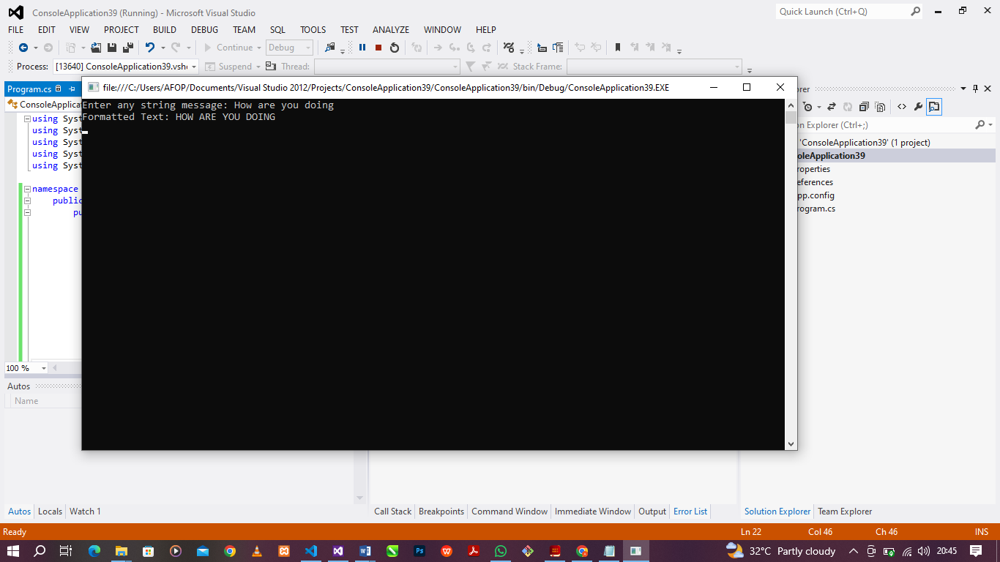 ConsoleApplication39 (Running) - Microsoft Visual Studio
Quick Launch (Ctrl+Q)
FILE EDIT VIEW PROJECT BUILD DEBUG TEAM SQL TOOLS TEST ANALYZE WINDOW HELP
Continue Debug
Process: [13640] ConsoleApplication39.vshc Suspend Thread: Stack Frame:
Program.cs
file:///C:/Users/AFOP/Documents/Visual Studio 2012/Projects/ConsoleApplication39/ConsoleApplication39/bin/Debug/ConsoleApplication39.EXE
orer
ConsoleApplicat
Enter any string message: How are you doing
Formatted Text: HOW ARE YOU DOING
using Syst
using Syst
using Syst
using Syst
using Syst
namespace
public
pu
on Explorer (Ctrl+;)
'ConsoleApplication39' (1 project)
oleApplication39
roperties
eferences
pp.config
rogram.cs
100 %
Autos
Name
Autos Locals Watch 1
Call Stack Breakpoints Command Window Immediate Window Output Error List
Solution Explorer Team Explorer
Ready Ln 22 Col 46 Ch 46 INS
32°C Partly cloudy 20:45